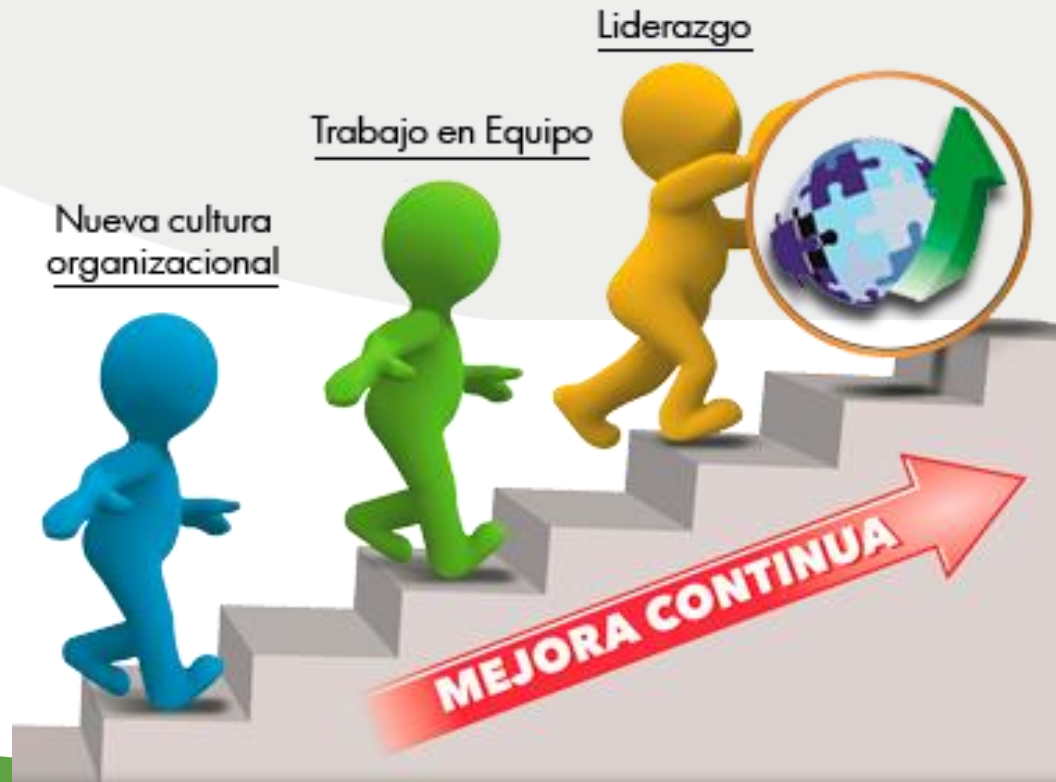 Liderazgo
Trabajo en Equipo
Nueva cultura
organizacional
MEJORA CONTINUA